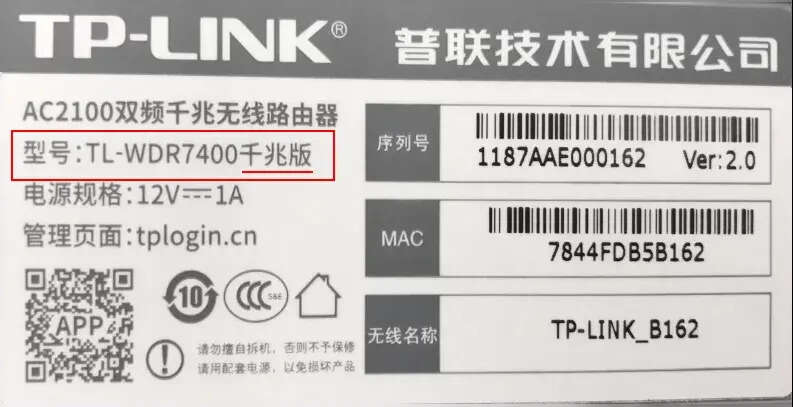 TP-LINK® 普联技术有限公司
AC2100双频千兆无线路由器
型号:TL-WDR7400千兆版
电源规格:12V⎓1A
管理页面:tplogin.cn
APP
10
CCC S&E
请勿擅自拆机，否则不予保修
请用配套电源，以免损坏产品
序列号
1187AAE000162 Ver:2.0
MAC
7844FDB5B162
无线名称
TP-LINK_B162